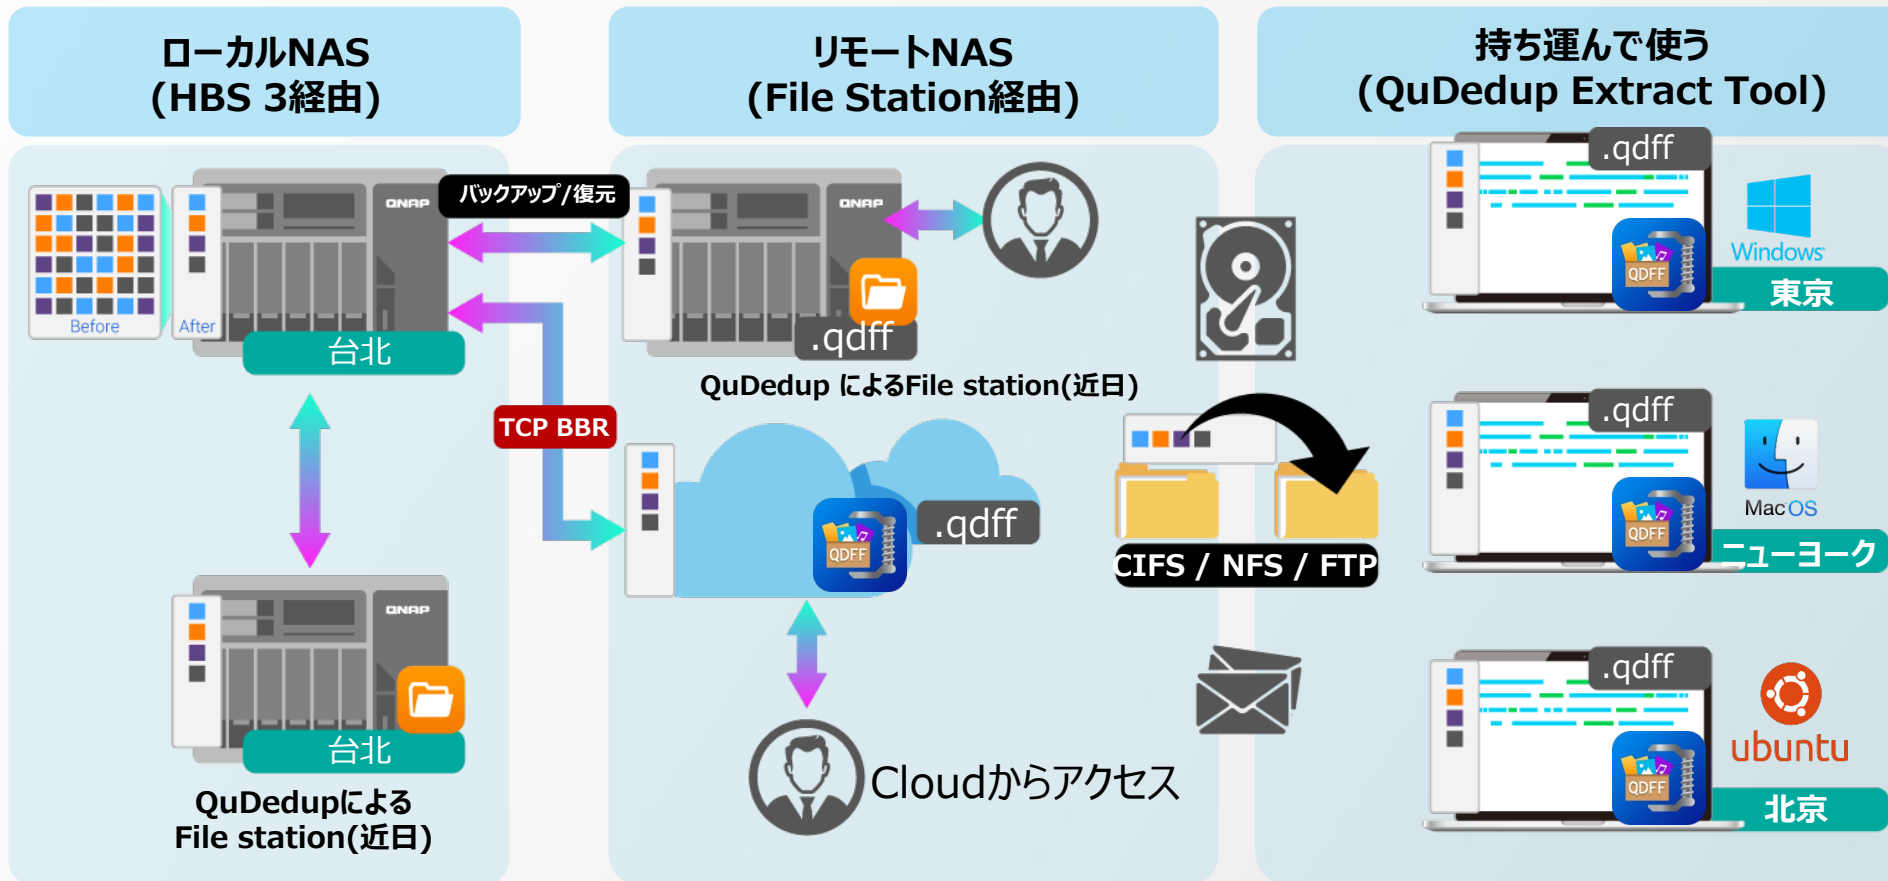 ローカルNAS
(HBS 3経由)
リモートNAS
(File Station経由)
持ち運んで使う
(QuDedup Extract Tool)
Before
After
QNAP
台北
バックアップ/復元
QNAP
.qdff
QuDedup によるFile station(近日)
TCP BBR
QDFF
.qdff
Cloudからアクセス
QNAP
台北
QuDedupによる
File station(近日)
CIFS / NFS / FTP
.qdff
QDFF
Windows
東京
.qdff
QDFF
MacOS
ニューヨーク
.qdff
QDFF
ubuntu
北京